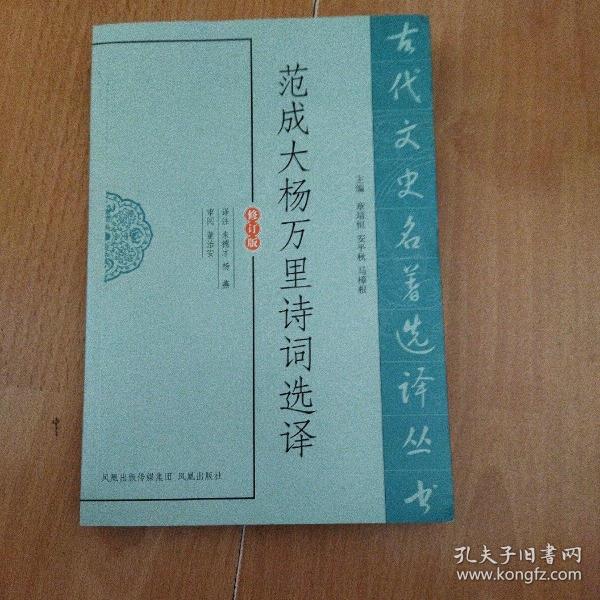 古代文史名著选译丛书
主编 章培恒 安平秋 马樟根
范成大杨万里诗词选译
修订版
译注 朱德才 杨燕
审阅 董治安
凤凰出版传媒集团 凤凰出版社
孔夫子旧书网
www.kongfz.com